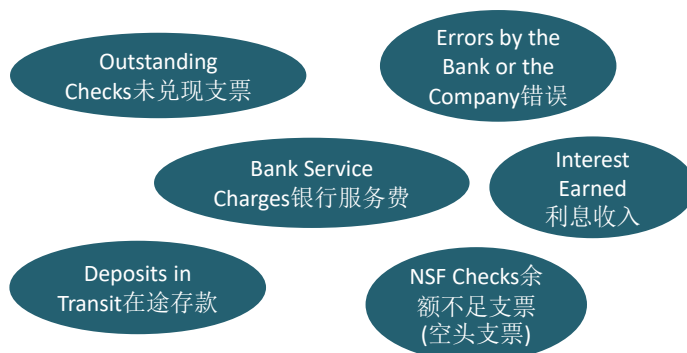 Outstanding
Checks未兑现支票
Errors by the
Bank or the
Company错误
Bank Service
Charges银行服务费
Interest
Earned
利息收入
Deposits in
Transit在途存款
NSF Checks余
额不足支票
(空头支票)